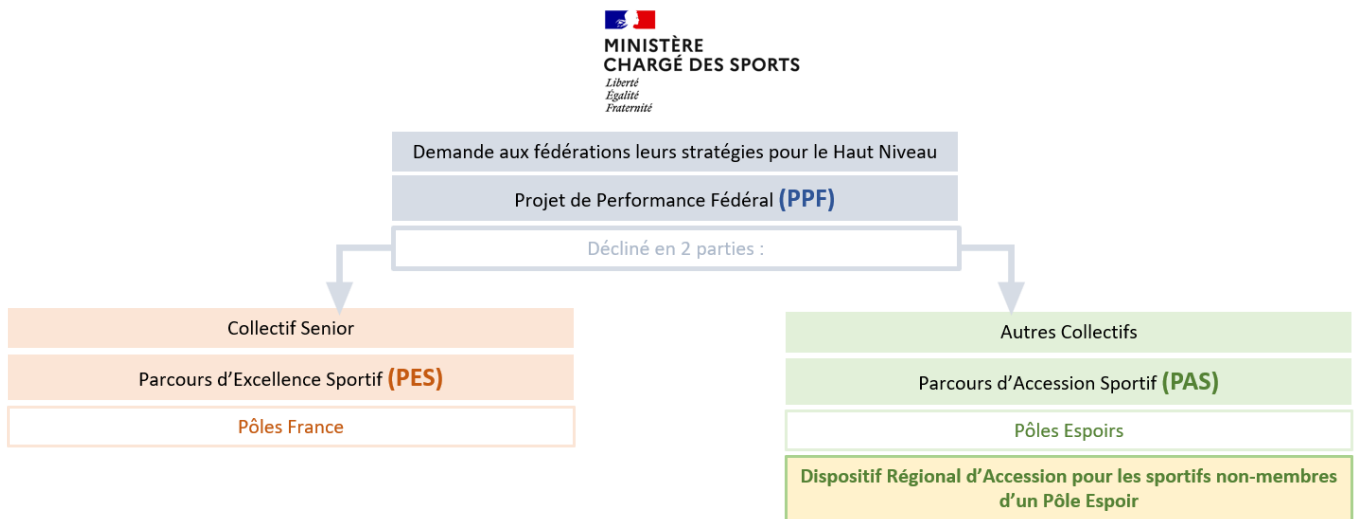 MINISTÈRE
CHARGÉ DES SPORTS
Liberté
Égalité
Fraternité
Demande aux fédérations leurs stratégies pour le Haut Niveau
Projet de Performance Fédéral (PPF)
Décliné en 2 parties :
Collectif Senior
Parcours d’Excellence Sportif (PES)
Pôles France
Autres Collectifs
Parcours d’Accession Sportif (PAS)
Pôles Espoirs
Dispositif Régional d’Accession pour les sportifs non-membres
d’un Pôle Espoir